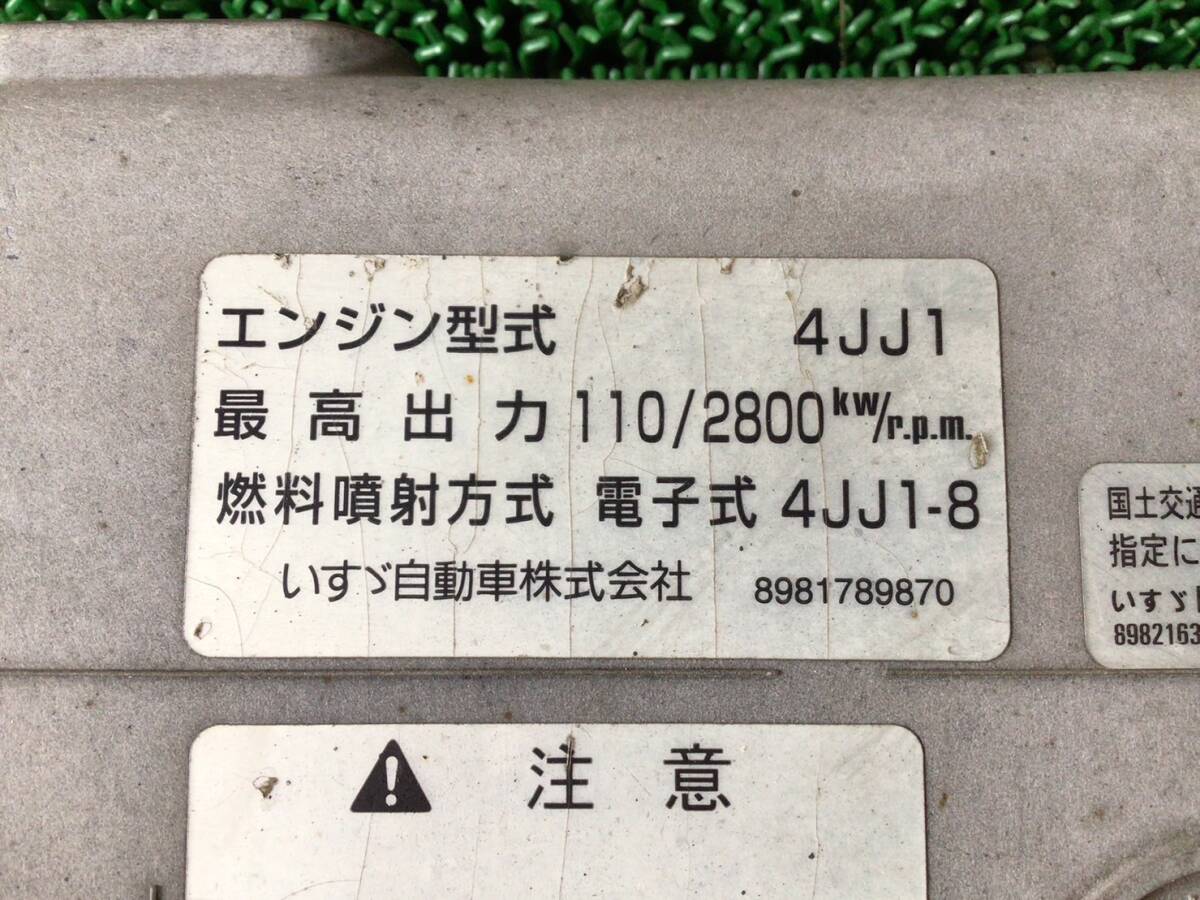 エンジン型式 4JJ1
最高出力 110/2800kW/r.p.m.
燃料噴射方式 電子式 4JJ1-8
いすゞ自動車株式会社 8981789870
国土交通
指定に
いすゞ
8982163
注意